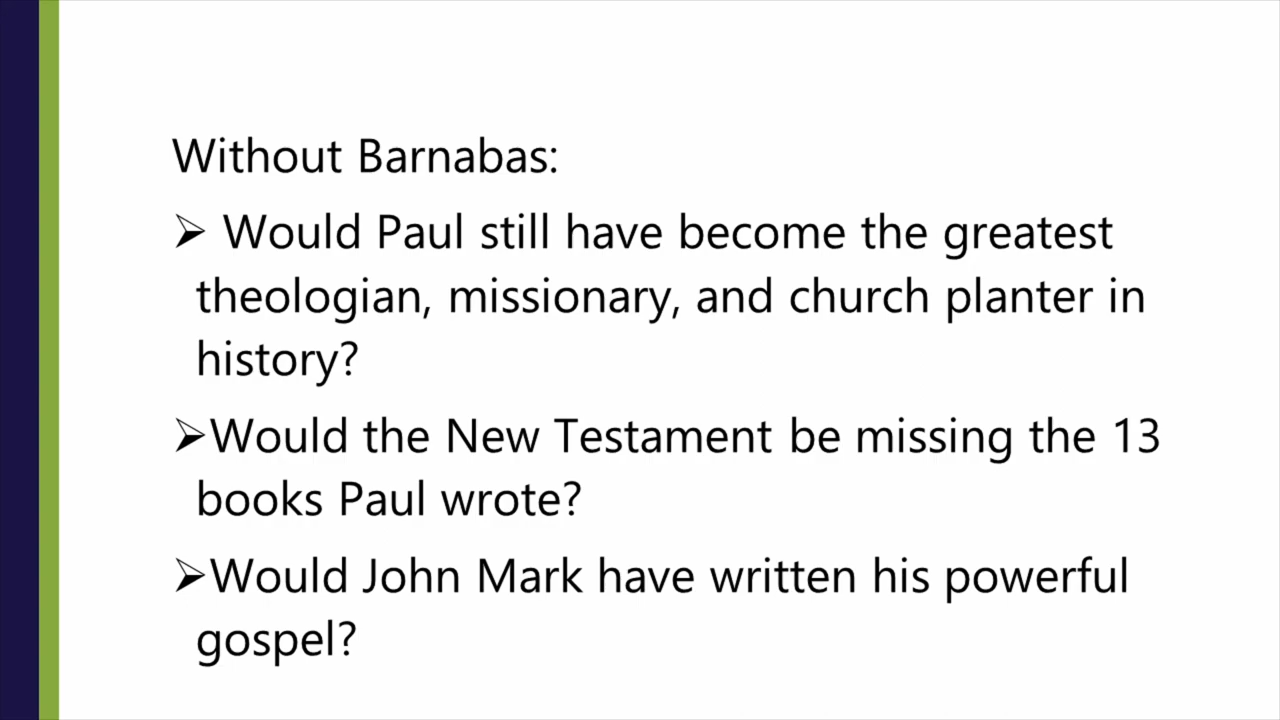 Without Barnabas:
➢ Would Paul still have become the greatest
theologian, missionary, and church planter in
history?
➢Would the New Testament be missing the 13
books Paul wrote?
➢Would John Mark have written his powerful
gospel?